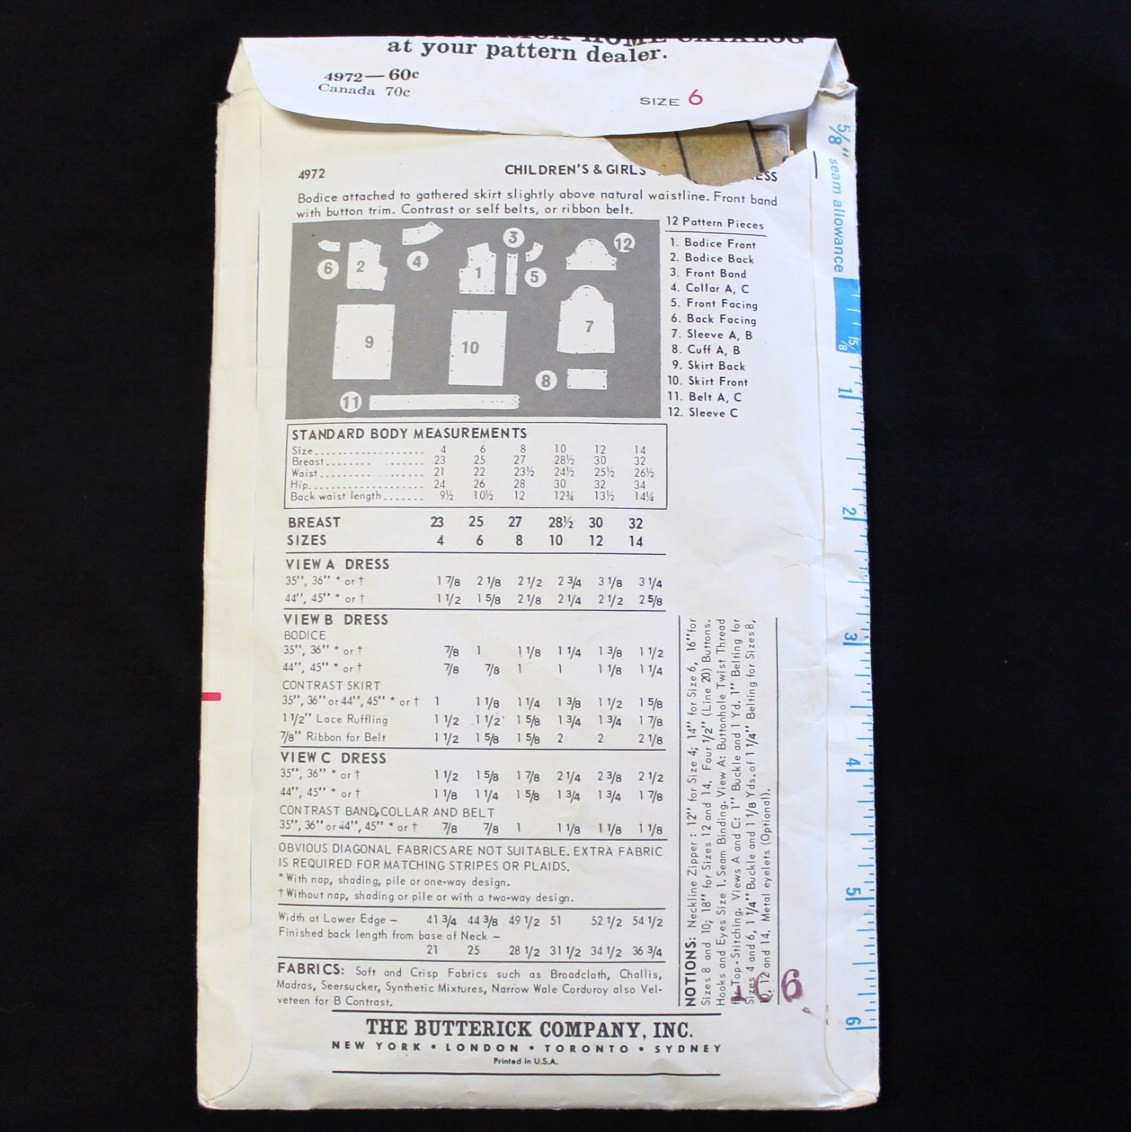 HOME CATALOG
at your pattern dealer.
4972—60c
Canada 70c
SIZE 6
4972
CHILDREN'S & GIRLS'
Bodice attached to gathered skirt slightly above natural waistline. Front band
with button trim. Contrast or self belts, or ribbon belt.
12 Pattern Pieces
1. Bodice Front
2. Bodice Back
3. Front Band
4. Collar A, C
5. Front Facing
6. Back Facing
7. Sleeve A, B
8. Cuff A, B
9. Skirt Back
10. Skirt Front
11. Belt A, C
12. Sleeve C
6
2
4
3
1
5
12
9
10
7
8
11
STANDARD BODY MEASUREMENTS
Size 4 6 8 10 12 14
Breast 23 25 27 28½ 30 32
Waist 21 22 23½ 24½ 25½ 26½
Hip 24 26 28 30 32 34
Back waist length 9½ 10½ 12 12¾ 13½ 14¼
BREAST 23 25 27 28½ 30 32
SIZES 4 6 8 10 12 14
VIEW A DRESS
35", 36" * or † 1 7/8 2 1/8 2 1/2 2 3/4 3 1/8 3 1/4
44", 45" * or † 1 1/2 1 5/8 2 1/8 2 1/4 2 1/2 2 5/8
VIEW B DRESS
BODICE
35", 36" * or † 7/8 1 1 1/8 1 1/4 1 3/8 1 1/2
44", 45" * or † 7/8 7/8 1 1 1 1/8 1 1/4
CONTRAST SKIRT
35", 36" or 44", 45" * or † 1 1 1/8 1 1/4 1 3/8 1 1/2 1 5/8
1 1/2" Lace Ruffling 1 1/2 1 1/2 1 5/8 1 3/4 1 3/4 1 7/8
7/8" Ribbon for Belt 1 1/2 1 5/8 1 5/8 2 2 2 1/8
VIEW C DRESS
35", 36" * or † 1 1/2 1 5/8 1 7/8 2 1/4 2 3/8 2 1/2
44", 45" * or † 1 1/8 1 1/4 1 5/8 1 3/4 1 3/4 1 7/8
CONTRAST BAND, COLLAR AND BELT
35", 36" or 44", 45" * or † 7/8 7/8 1 1 1/8 1 1/8 1 1/8
OBVIOUS DIAGONAL FABRICS ARE NOT SUITABLE. EXTRA FABRIC
IS REQUIRED FOR MATCHING STRIPES OR PLAIDS.
* With nap, shading, pile or one-way design.
† Without nap, shading or pile or with a two-way design.
Width at Lower Edge — 41 3/4 44 3/8 49 1/2 51 52 1/2 54 1/2
Finished back length from base of Neck —
21 25 28 1/2 31 1/2 34 1/2 36 3/4
FABRICS: Soft and Crisp Fabrics such as Broadcloth, Challis,
Madras, Seersucker, Synthetic Mixtures, Narrow Wale Corduroy also Vel-
veteen for B Contrast.
NOTIONS: Neckline Zipper: 12" for Size 4; 14" for Size 6, 16" for
Sizes 8 and 10; 18" for Sizes 12 and 14. Four 1/2" (Line 20) Buttons.
Hooks and Eyes Size 1. Seam Binding. View A: Buttonhole Twist Thread
for Top-Stitching. Views A and C: 1" Buckle and 1 Yd. 1" Belting for
Sizes 4 and 6, 1 1/4" Buckle and 1 1/8 Yds. of 1 1/4" Belting for Sizes 8,
10, 12 and 14. Metal eyelets (Optional).
6
THE BUTTERICK COMPANY, INC.
NEW YORK • LONDON • TORONTO • SYDNEY
Printed in U.S.A.
5/8" seam allowance
5/8
1
2
3
4
5
6